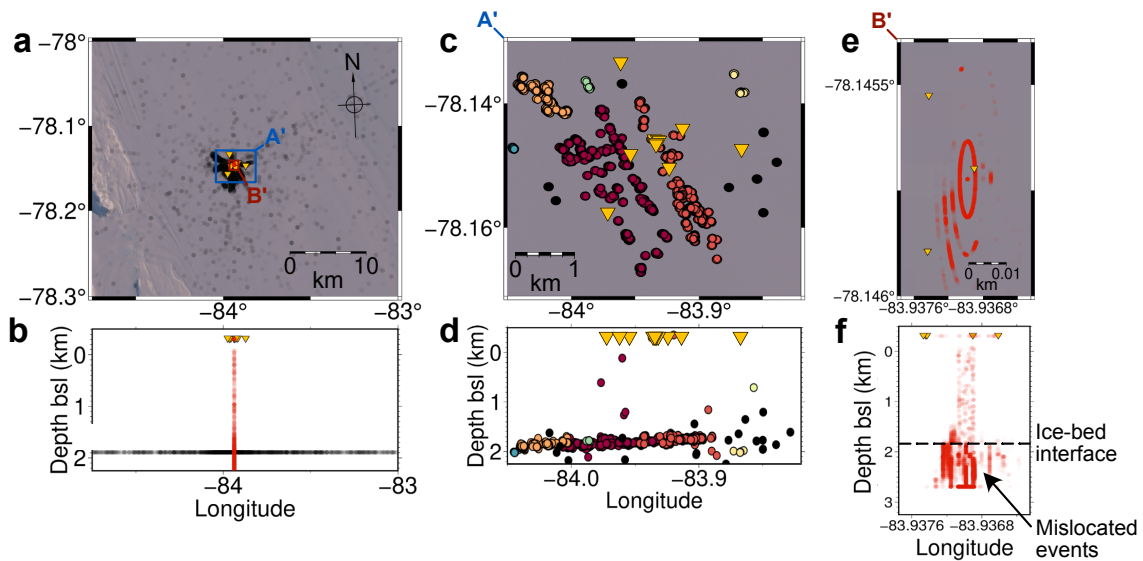 a
−78°
−78.1
−78.2
−78.3
−84
−83
N
A'
B'
0 10
km
b
Depth bsl (km)
0
1
2
−84
−83
Longitude
A'
c
−78.14
−78.16
0 1
km
−84
−83.9
d
Depth bsl (km)
0
1
2
−84.0
−83.9
Longitude
B'
e
−78.1455
−78.146
0 0.01
km
−83.9376
−83.9368
f
Depth bsl (km)
0
1
2
3
−83.9376
−83.9368
Longitude
Ice-bed
interface
Mislocated
events